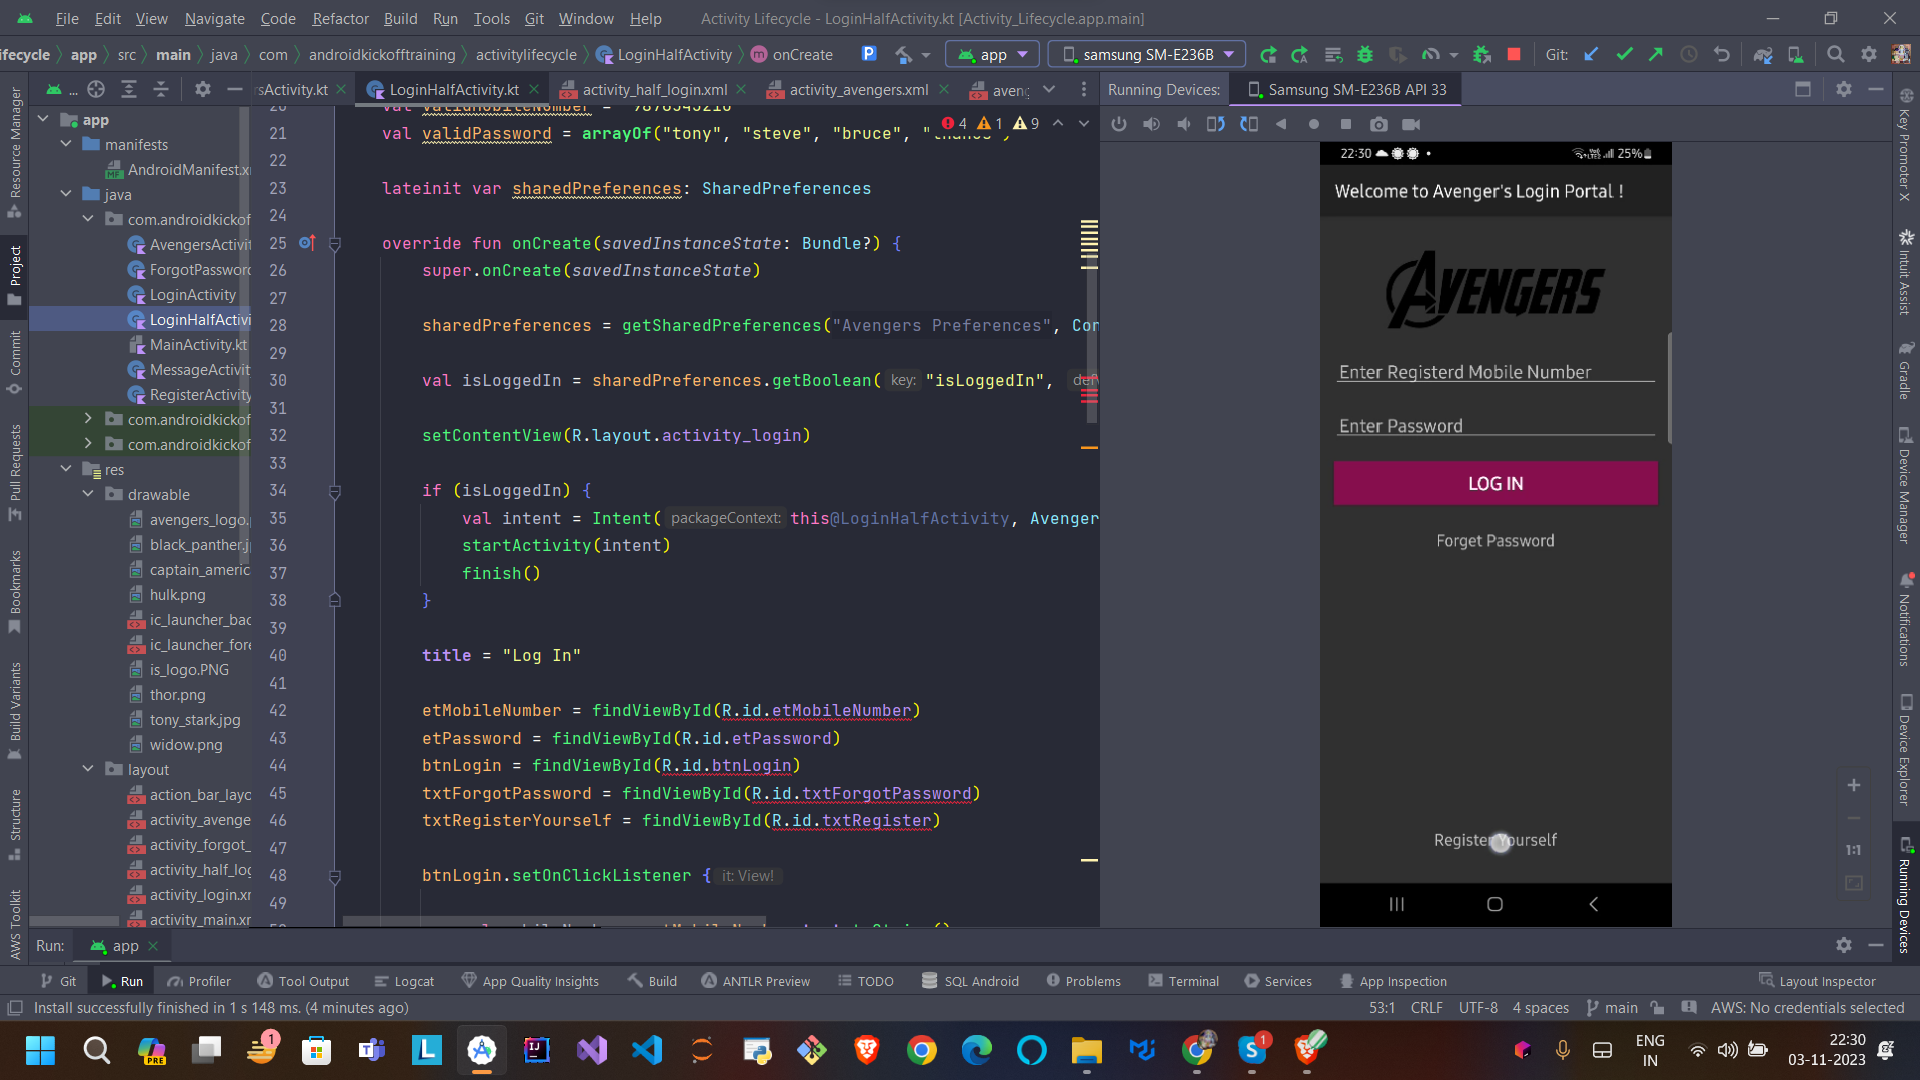 File Edit View Navigate Code Refactor Build Run Tools Git Window Help Activity Lifecycle - LoginHalfActivity.kt [Activity_Lifecycle.app.main]
ifecycle app src main java com androidkickofftraining activitylifecycle LoginHalfActivity m onCreate P app samsung SM-E236B Git:
... rsActivity.kt LoginHalfActivity.kt activity_half_login.xml activity_avengers.xml aveng Running Devices: Samsung SM-E236B API 33
Resource Manager
Project
Commit
Pull Requests
Bookmarks
Build Variants
Structure
AWS Toolkit
app
manifests
AndroidManifest.x
java
com.androidkickof
AvengersActivit
ForgotPassword
LoginActivity
LoginHalfActivi
MainActivity.kt
MessageActivit
RegisterActivity
com.androidkickof
com.androidkickof
res
drawable
avengers_logo.
black_panther.j
captain_americ
hulk.png
ic_launcher_bac
ic_launcher_fore
is_logo.PNG
thor.png
tony_stark.jpg
widow.png
layout
action_bar_layo
activity_avenge
activity_forgot_
activity_half_log
activity_login.xr
activity_main.xr
4 1 9
21 val validPassword = arrayOf("tony", "steve", "bruce", "thanos")
22
23 lateinit var sharedPreferences: SharedPreferences
24
25 override fun onCreate(savedInstanceState: Bundle?) {
26 super.onCreate(savedInstanceState)
27
28 sharedPreferences = getSharedPreferences("Avengers Preferences", Con
29
30 val isLoggedIn = sharedPreferences.getBoolean( key: "isLoggedIn", defV
31
32 setContentView(R.layout.activity_login)
33
34 if (isLoggedIn) {
35 val intent = Intent( packageContext: this@LoginHalfActivity, Avenger
36 startActivity(intent)
37 finish()
38 }
39
40 title = "Log In"
41
42 etMobileNumber = findViewById(R.id.etMobileNumber)
43 etPassword = findViewById(R.id.etPassword)
44 btnLogin = findViewById(R.id.btnLogin)
45 txtForgotPassword = findViewById(R.id.txtForgotPassword)
46 txtRegisterYourself = findViewById(R.id.txtRegister)
47
48 btnLogin.setOnClickListener { it: View!
49
22:30 25%
Welcome to Avenger's Login Portal !
AVENGERS
Enter Registerd Mobile Number
Enter Password
LOG IN
Forget Password
Register Yourself
1:1
Key Promoter X
Intuit Assist
Gradle
Device Manager
Notifications
Device Explorer
Running Devices
Run: app
Git Run Profiler Tool Output Logcat App Quality Insights Build ANTLR Preview TODO SQL Android Problems Terminal Services App Inspection Layout Inspector
Install successfully finished in 1 s 148 ms. (4 minutes ago) 53:1 CRLF UTF-8 4 spaces main AWS: No credentials selected
PRE 1 L IJ S 1
ENG
IN
22:30
03-11-2023